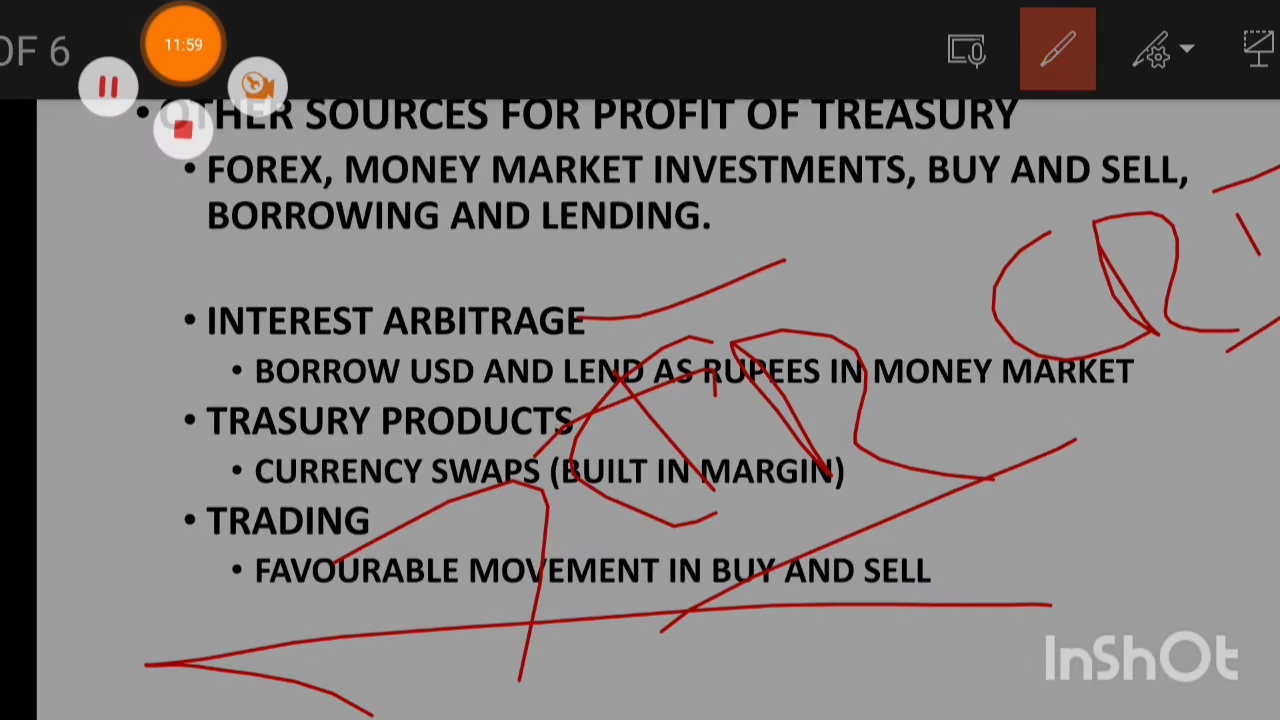 OF 6
11:59
• OTHER SOURCES FOR PROFIT OF TREASURY
• FOREX, MONEY MARKET INVESTMENTS, BUY AND SELL,
BORROWING AND LENDING.
• INTEREST ARBITRAGE
• BORROW USD AND LEND AS RUPEES IN MONEY MARKET
• TRASURY PRODUCTS
• CURRENCY SWAPS (BUILT IN MARGIN)
• TRADING
• FAVOURABLE MOVEMENT IN BUY AND SELL
InShOt